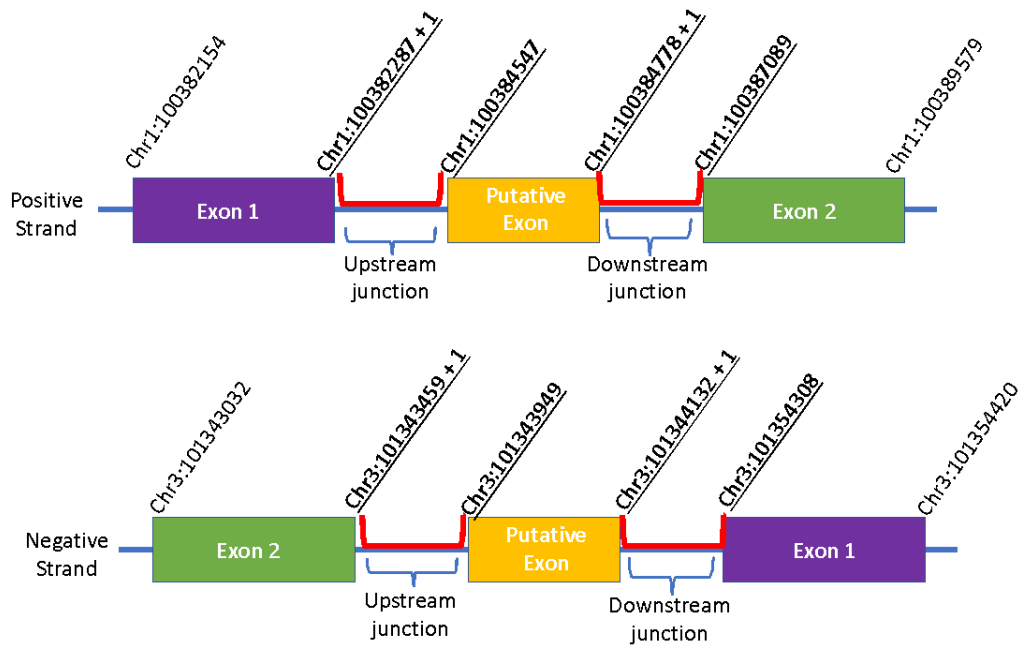 Chr1:100382154
Chr1:100382287 + 1
Chr1:100384547
Chr1:100384778 + 1
Chr1:100387089
Chr1:100389579
Positive
Strand
Exon 1
Putative
Exon
Exon 2
Upstream
junction
Downstream
junction
Chr3:101343032
Chr3:101343459 + 1
Chr3:101343949
Chr3:101344132 + 1
Chr3:101354308
Chr3:101354420
Negative
Strand
Exon 2
Putative
Exon
Exon 1
Upstream
junction
Downstream
junction